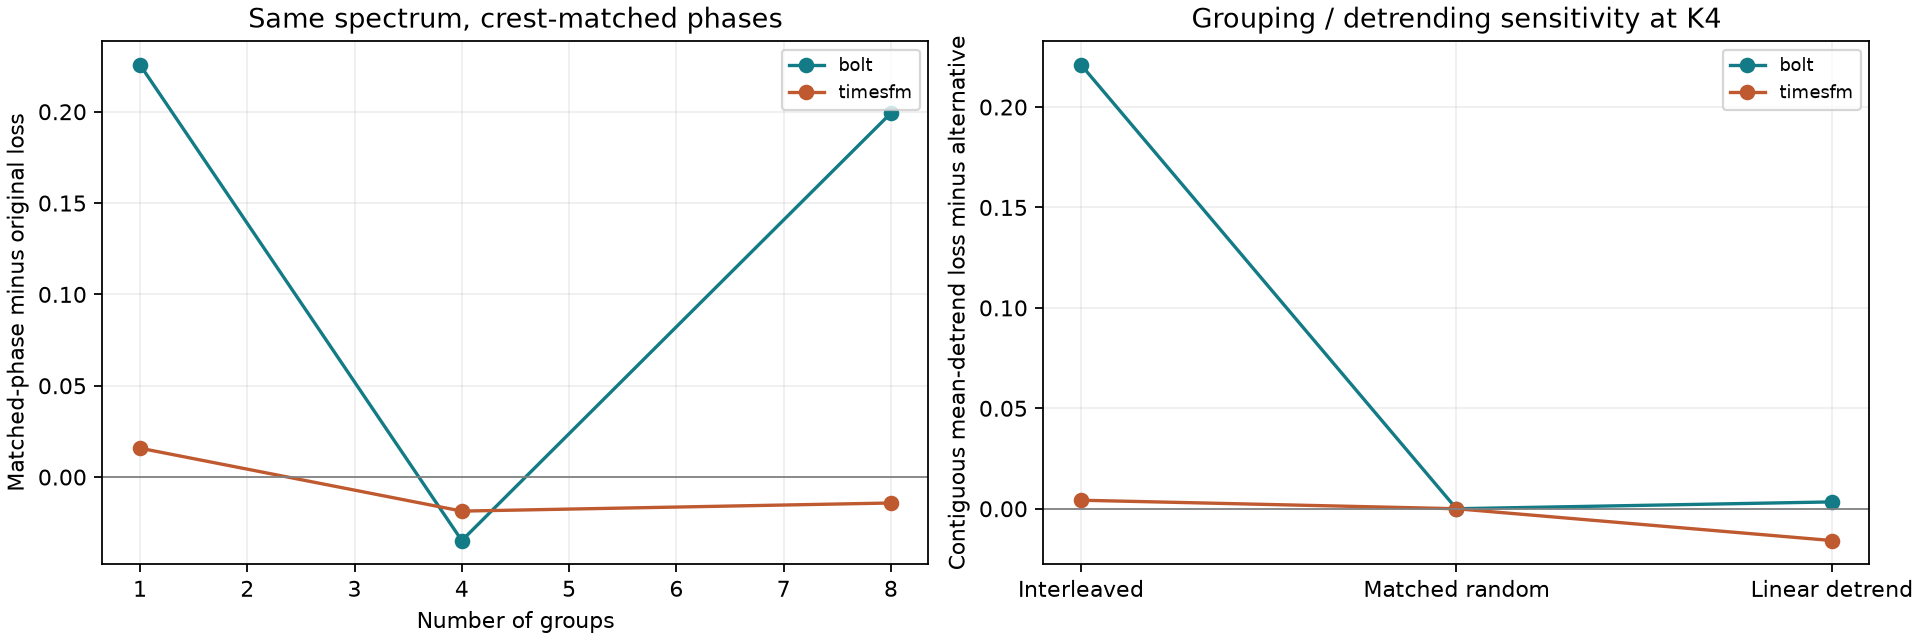 Same spectrum, crest-matched phases
Matched-phase minus original loss
0.20
0.15
0.10
0.05
0.00
bolt
timesfm
1 2 3 4 5 6 7 8
Number of groups
Grouping / detrending sensitivity at K4
Contiguous mean-detrend loss minus alternative
0.20
0.15
0.10
0.05
0.00
bolt
timesfm
Interleaved Matched random Linear detrend